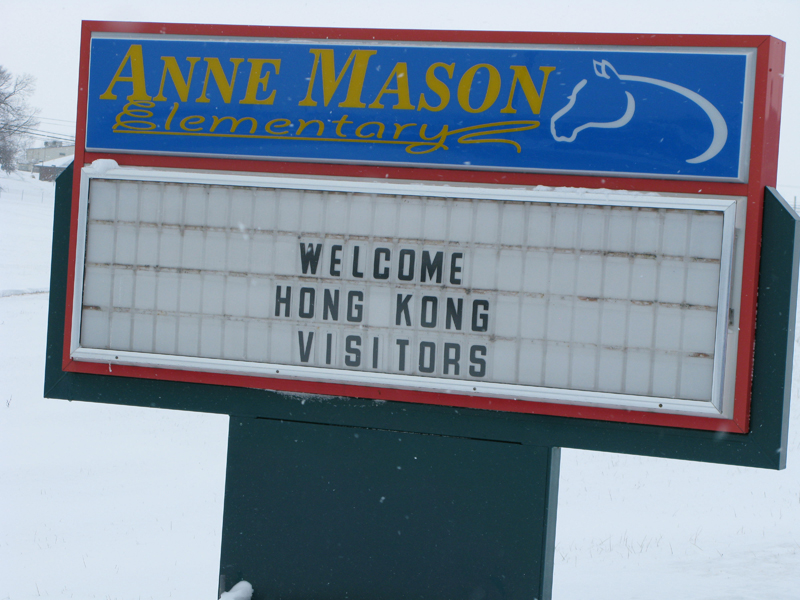 ANNE MASON
Elementary
WELCOME
HONG KONG
VISITORS